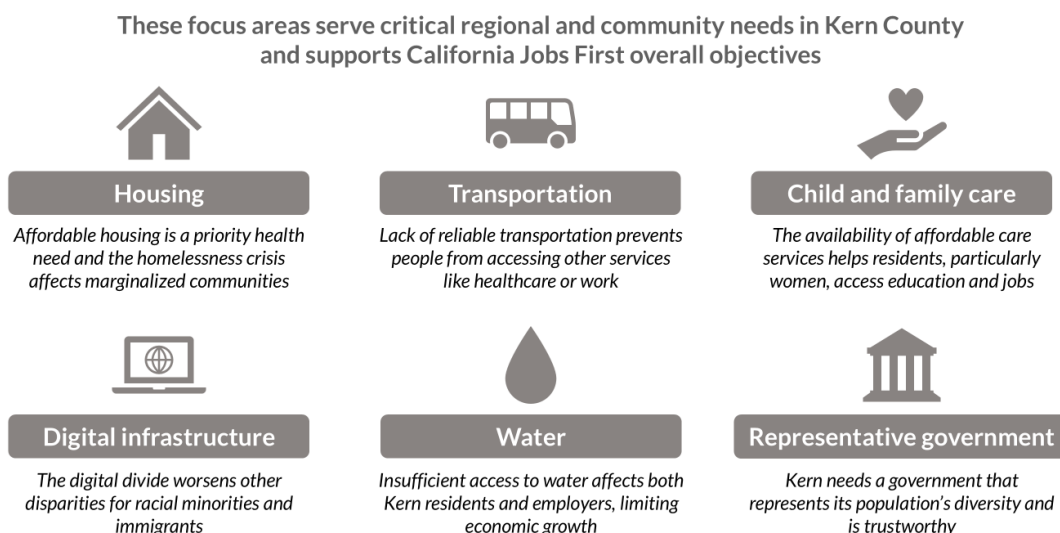 These focus areas serve critical regional and community needs in Kern County
and supports California Jobs First overall objectives
Housing
Affordable housing is a priority health
need and the homelessness crisis
affects marginalized communities
Transportation
Lack of reliable transportation prevents
people from accessing other services
like healthcare or work
Child and family care
The availability of affordable care
services helps residents, particularly
women, access education and jobs
Digital infrastructure
The digital divide worsens other
disparities for racial minorities and
immigrants
Water
Insufficient access to water affects both
Kern residents and employers, limiting
economic growth
Representative government
Kern needs a government that
represents its population’s diversity and
is trustworthy